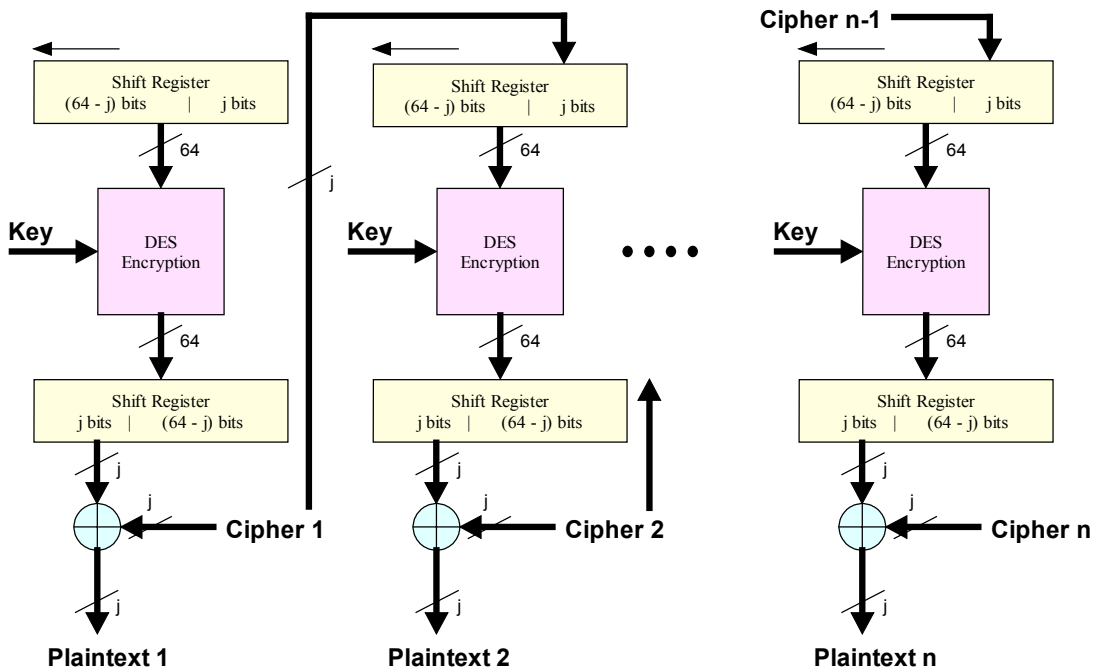 Cipher n-1
Shift Register
(64 - j) bits | j bits
Shift Register
(64 - j) bits | j bits
Shift Register
(64 - j) bits | j bits
64
j
64
64
Key
DES
Encryption
Key
DES
Encryption
Key
DES
Encryption
64
64
64
Shift Register
j bits | (64 - j) bits
Shift Register
j bits | (64 - j) bits
Shift Register
j bits | (64 - j) bits
j
j
j
j
j
j
Cipher 1
Cipher 2
Cipher n
j
j
j
Plaintext 1
Plaintext 2
Plaintext n